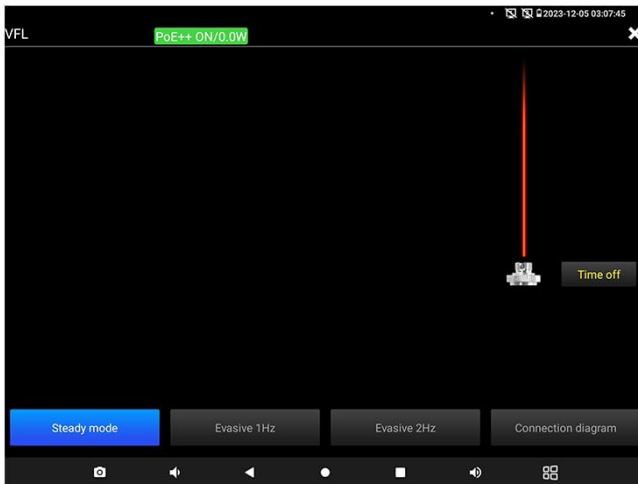 2023-12-05 03:07:45
VFL
PoE++ ON/0.0W
Time off
Steady mode
Evasive 1Hz
Evasive 2Hz
Connection diagram